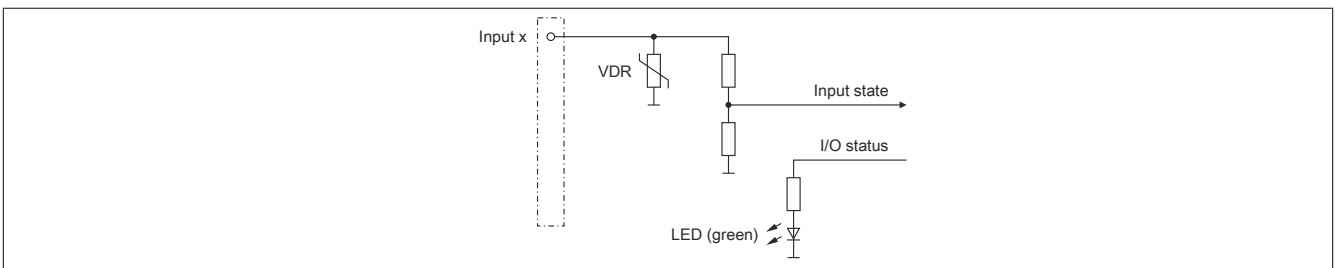 Input x
VDR
Input state
I/O status
LED (green)